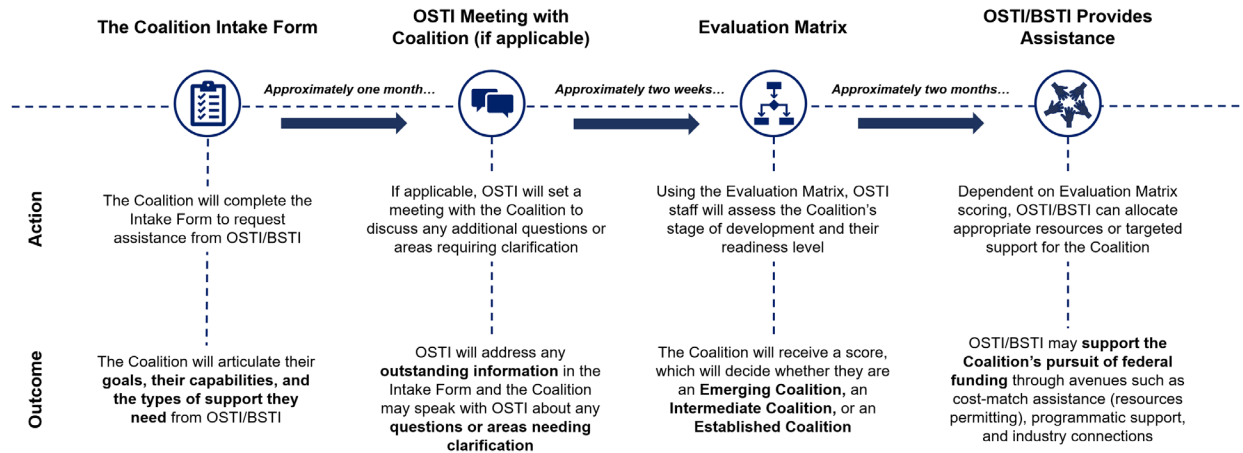 The Coalition Intake Form
OSTI Meeting with
Coalition (if applicable)
Evaluation Matrix
OSTI/BSTI Provides
Assistance
Approximately one month…
Approximately two weeks…
Approximately two months…
Action
The Coalition will complete the
Intake Form to request
assistance from OSTI/BSTI
If applicable, OSTI will set a
meeting with the Coalition to
discuss any additional questions or
areas requiring clarification
Using the Evaluation Matrix, OSTI
staff will assess the Coalition's
stage of development and their
readiness level
Dependent on Evaluation Matrix
scoring, OSTI/BSTI can allocate
appropriate resources or targeted
support for the Coalition
Outcome
The Coalition will articulate their
goals, their capabilities, and
the types of support they
need from OSTI/BSTI
OSTI will address any
outstanding information in the
Intake Form and the Coalition
may speak with OSTI about any
questions or areas needing
clarification
The Coalition will receive a score,
which will decide whether they are
an Emerging Coalition, an
Intermediate Coalition, or an
Established Coalition
OSTI/BSTI may support the
Coalition's pursuit of federal
funding through avenues such as
cost-match assistance (resources
permitting), programmatic support,
and industry connections